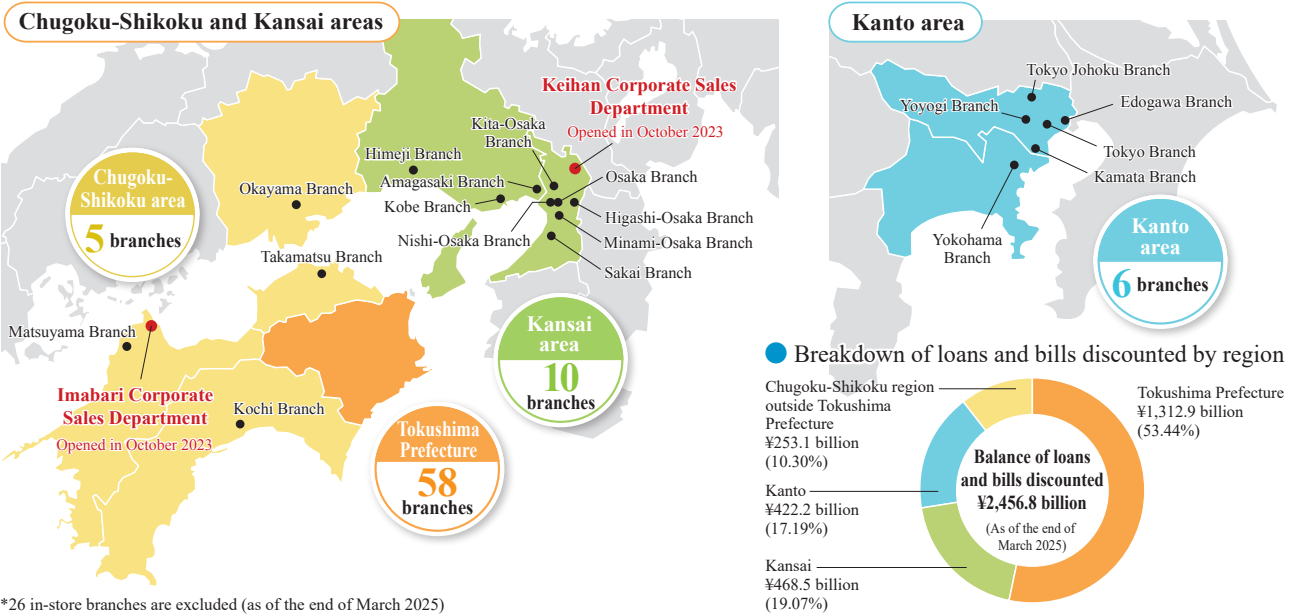 Chugoku-Shikoku and Kansai areas
Keihan Corporate Sales
Department
Opened in October 2023
Kita-Osaka
Branch
Himeji Branch
Amagasaki Branch
Osaka Branch
Kobe Branch
Higashi-Osaka Branch
Nishi-Osaka Branch
Minami-Osaka Branch
Sakai Branch
Chugoku-
Shikoku area
5 branches
Okayama Branch
Takamatsu Branch
Matsuyama Branch
Imabari Corporate
Sales Department
Opened in October 2023
Kochi Branch
Kansai
area
10
branches
Tokushima
Prefecture
58
branches
*26 in-store branches are excluded (as of the end of March 2025)
Kanto area
Tokyo Johoku Branch
Yoyogi Branch
Edogawa Branch
Tokyo Branch
Kamata Branch
Yokohama
Branch
Kanto
area
6 branches
Breakdown of loans and bills discounted by region
Chugoku-Shikoku region
outside Tokushima
Prefecture
¥253.1 billion
(10.30%)
Tokushima Prefecture
¥1,312.9 billion
(53.44%)
Balance of loans
and bills discounted
¥2,456.8 billion
(As of the end of
March 2025)
Kanto
¥422.2 billion
(17.19%)
Kansai
¥468.5 billion
(19.07%)